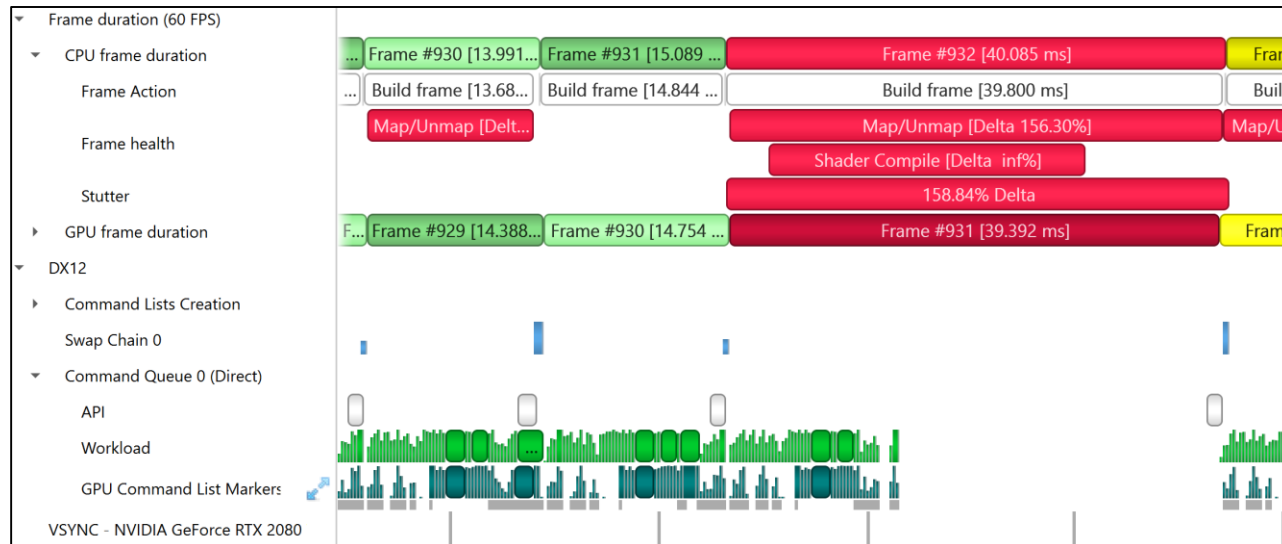 Frame duration (60 FPS)
CPU frame duration
... Frame #930 [13.991... Frame #931 [15.089 ... Frame #932 [40.085 ms] Fran
Frame Action
... Build frame [13.68... Build frame [14.844 ... Build frame [39.800 ms] Buil
Map/Unmap [Delt... Map/Unmap [Delta 156.30%] Map/U
Frame health
Shader Compile [Delta inf%]
Stutter
158.84% Delta
GPU frame duration
F... Frame #929 [14.388... Frame #930 [14.754 ... Frame #931 [39.392 ms] Fram
DX12
Command Lists Creation
Swap Chain 0
Command Queue 0 (Direct)
API
Workload
...
GPU Command List Markers
VSYNC - NVIDIA GeForce RTX 2080